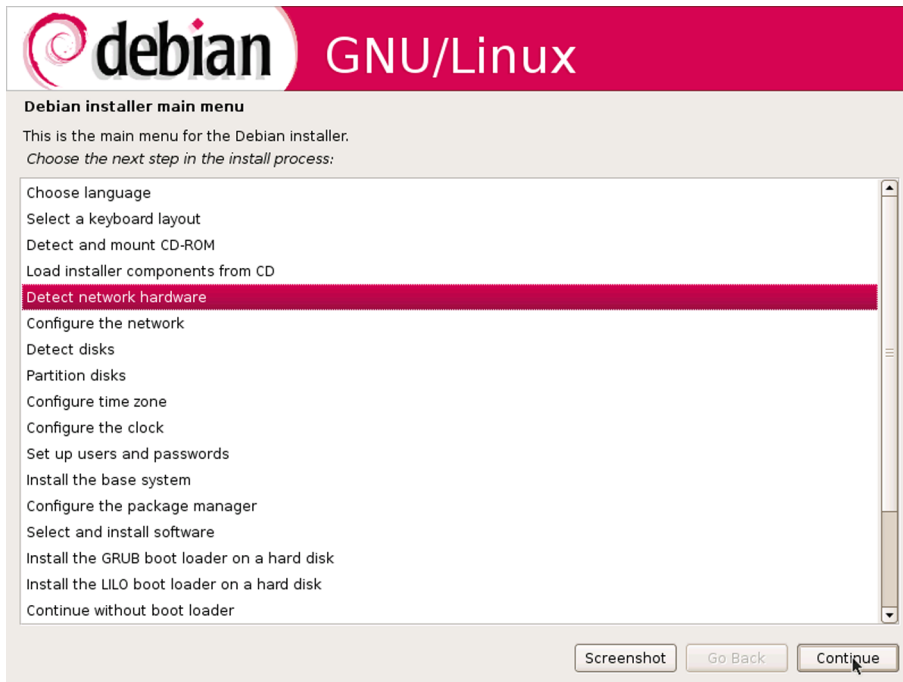 debian GNU/Linux
Debian installer main menu
This is the main menu for the Debian installer.
Choose the next step in the install process:
Choose language
Select a keyboard layout
Detect and mount CD-ROM
Load installer components from CD
Detect network hardware
Configure the network
Detect disks
Partition disks
Configure time zone
Configure the clock
Set up users and passwords
Install the base system
Configure the package manager
Select and install software
Install the GRUB boot loader on a hard disk
Install the LILO boot loader on a hard disk
Continue without boot loader
Screenshot Go Back Continue